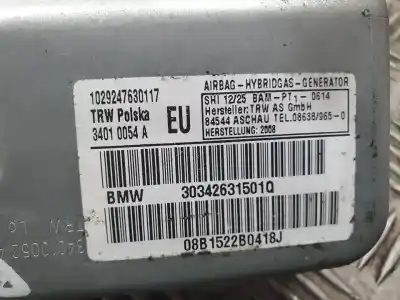 1029247630117
TRW Polska
3401 0054 A
EU
AIRBAG - HYBRIDGAS - GENERATOR
SHI 12/25 BAM-PT1-0614
Hersteller: TRW AS GmbH
84544 ASCHAU TEL.08638/965-0
HERSTELLUNG: 2008
BMW 30342631501Q
08B1522B0418J